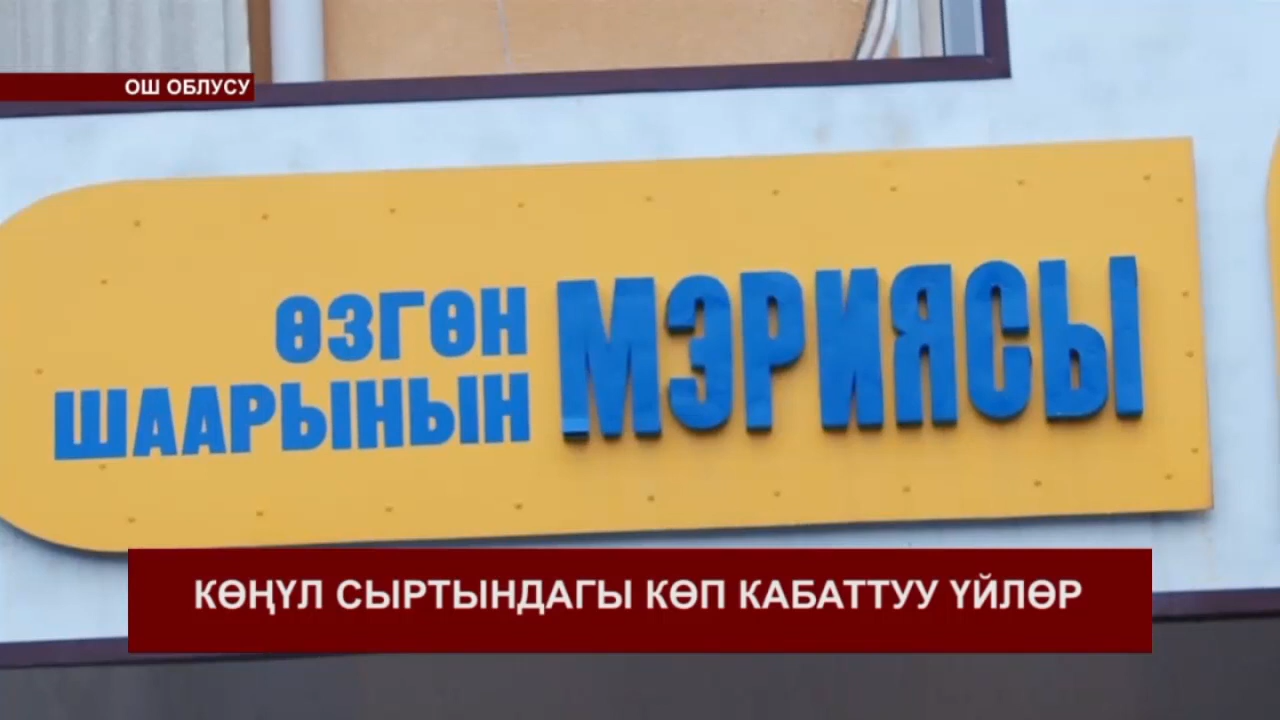 ОШ ОБЛУСУ
ӨЗГӨН
ШААРЫНЫН
МЭРИЯСЫ
КӨҢҮЛ СЫРТЫНДАГЫ КӨП КАБАТТУУ ҮЙЛӨР